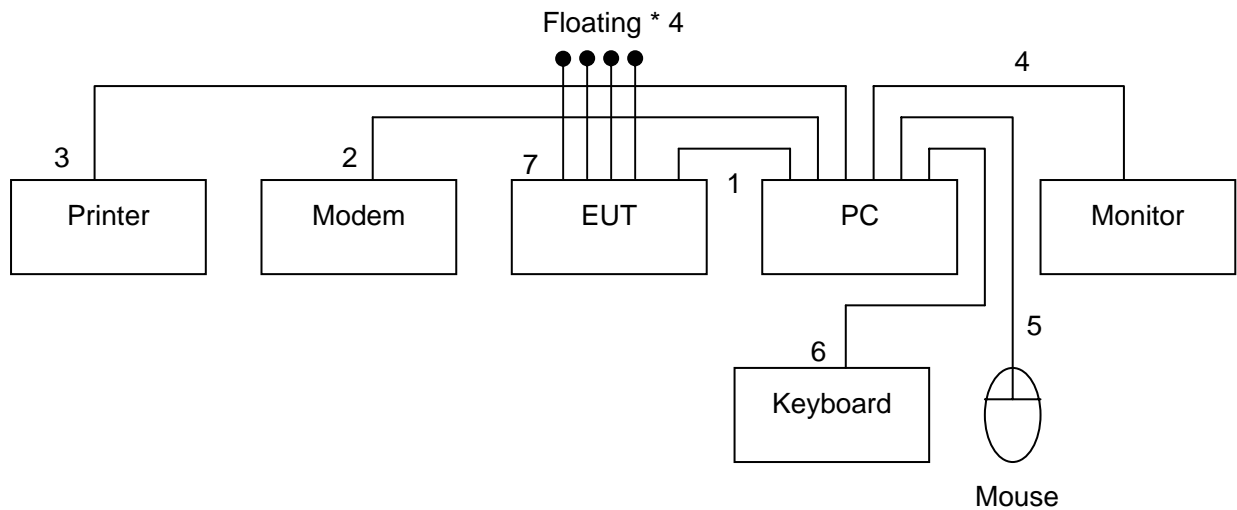 Floating * 4
4
3
2
7
1
Printer
Modem
EUT
PC
Monitor
5
6
Keyboard
Mouse